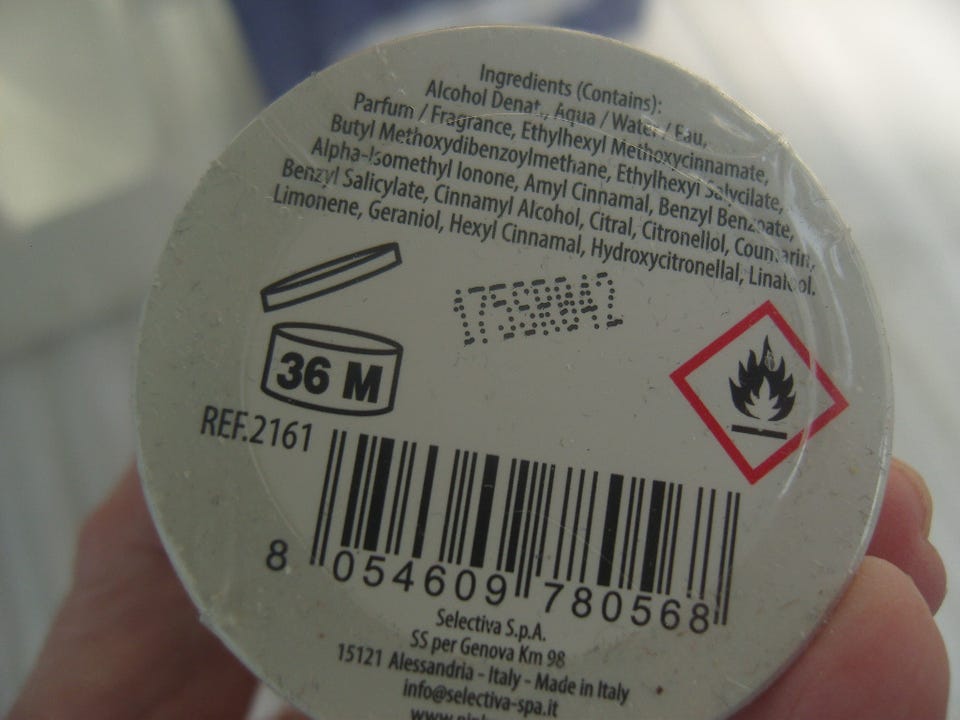 Ingredients (Contains):
Alcohol Denat., Aqua / Water / Eau,
Parfum / Fragrance, Ethylhexyl Methoxycinnamate,
Butyl Methoxydibenzoylmethane, Ethylhexyl Salycilate,
Alpha-Isomethyl Ionone, Amyl Cinnamal, Benzyl Benzoate,
Benzyl Salicylate, Cinnamyl Alcohol, Citral, Citronellol, Coumarin,
Limonene, Geraniol, Hexyl Cinnamal, Hydroxycitronellal, Linalool.
36 M
REF.2161
8 054609 780568
Selectiva S.p.A.
SS per Genova Km 98
15121 Alessandria - Italy - Made in Italy
info@selectiva-spa.it